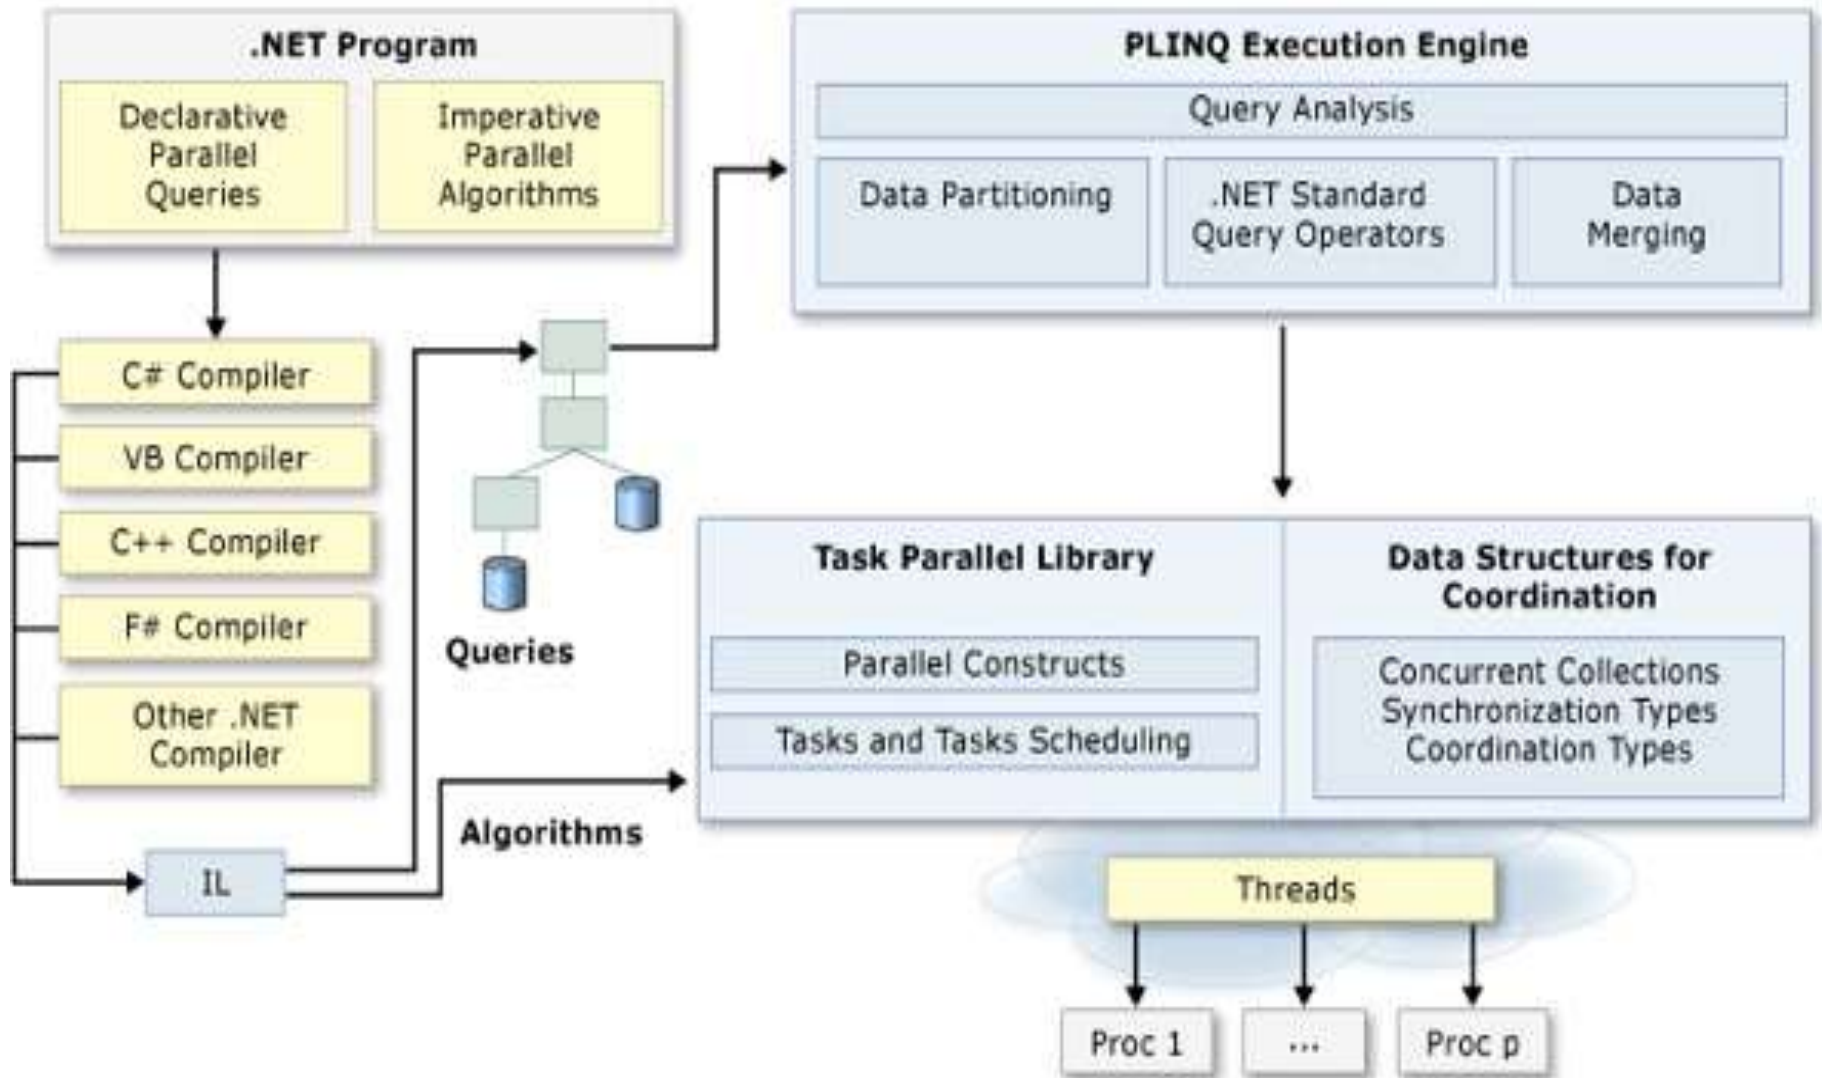 .NET Program
Declarative
Parallel
Queries
Imperative
Parallel
Algorithms
PLINQ Execution Engine
Query Analysis
Data Partitioning
.NET Standard
Query Operators
Data
Merging
C# Compiler
VB Compiler
C++ Compiler
F# Compiler
Other .NET
Compiler
IL
Queries
Algorithms
Task Parallel Library
Parallel Constructs
Tasks and Tasks Scheduling
Data Structures for
Coordination
Concurrent Collections
Synchronization Types
Coordination Types
Threads
Proc 1
...
Proc p